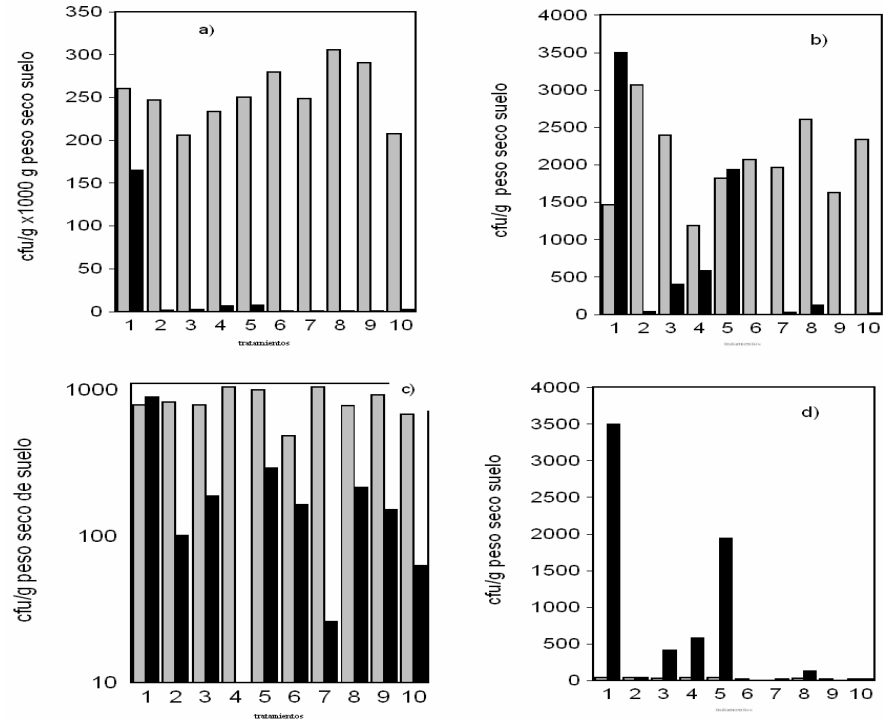 a)
cfu/g x1000 g peso seco suelo
350
300
250
200
150
100
50
0
1 2 3 4 5 6 7 8 9 10
tratamientos
b)
cfu/g peso seco suelo
4000
3500
3000
2500
2000
1500
1000
500
0
1 2 3 4 5 6 7 8 9 10
tratamientos
c)
cfu/g peso seco de suelo
1000
100
10
1 2 3 4 5 6 7 8 9 10
tratamientos
d)
cfu/g peso seco suelo
4000
3500
3000
2500
2000
1500
1000
500
0
1 2 3 4 5 6 7 8 9 10
tratamientos